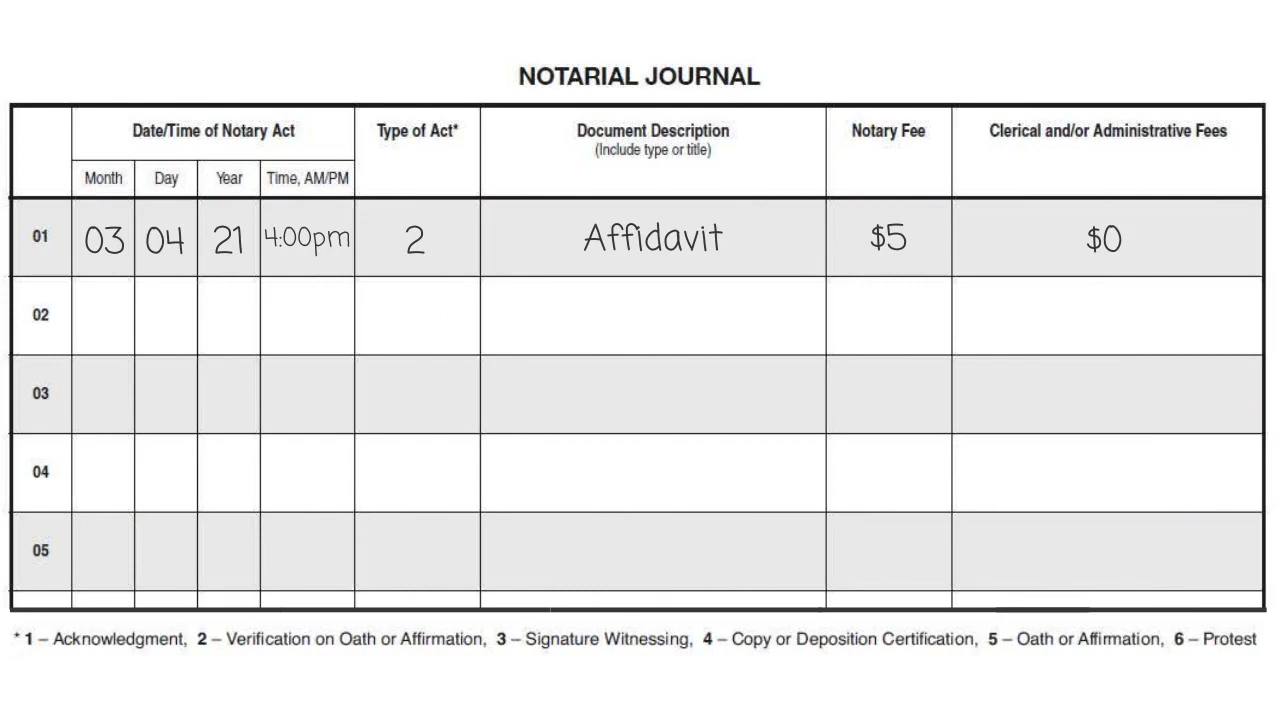 NOTARIAL JOURNAL
Date/Time of Notary Act Type of Act* Document Description Notary Fee Clerical and/or Administrative Fees
(Include type or title)
Month Day Year Time, AM/PM
01 03 04 21 4:00pm 2 Affidavit $5 $0
02
03
04
05
* 1 – Acknowledgment, 2 – Verification on Oath or Affirmation, 3 – Signature Witnessing, 4 – Copy or Deposition Certification, 5 – Oath or Affirmation, 6 – Protest